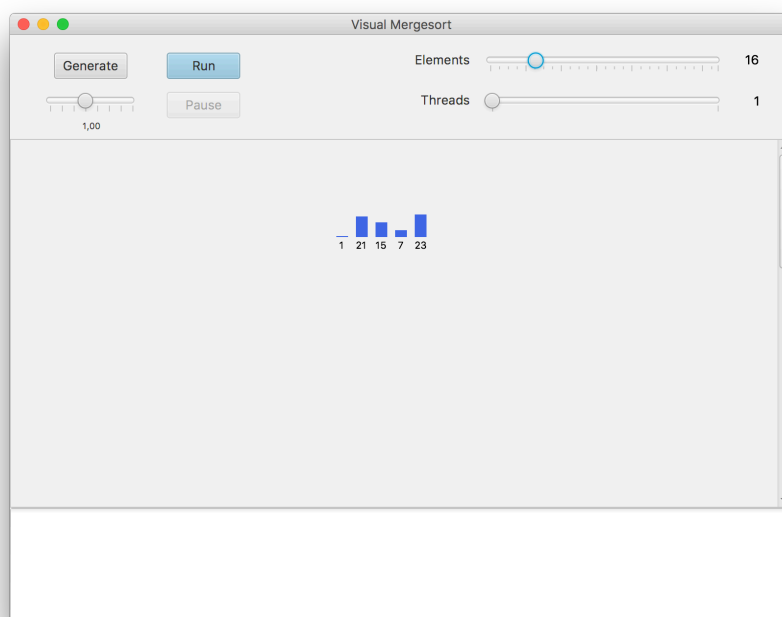 Visual Mergesort
Generate
Run
Elements
16
1,00
Pause
Threads
1
1 21 15 7 23